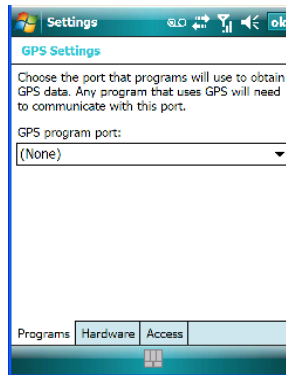 Settings
ok
GPS Settings
Choose the port that programs will use to obtain
GPS data. Any program that uses GPS will need
to communicate with this port.
GPS program port:
(None)
Programs Hardware Access